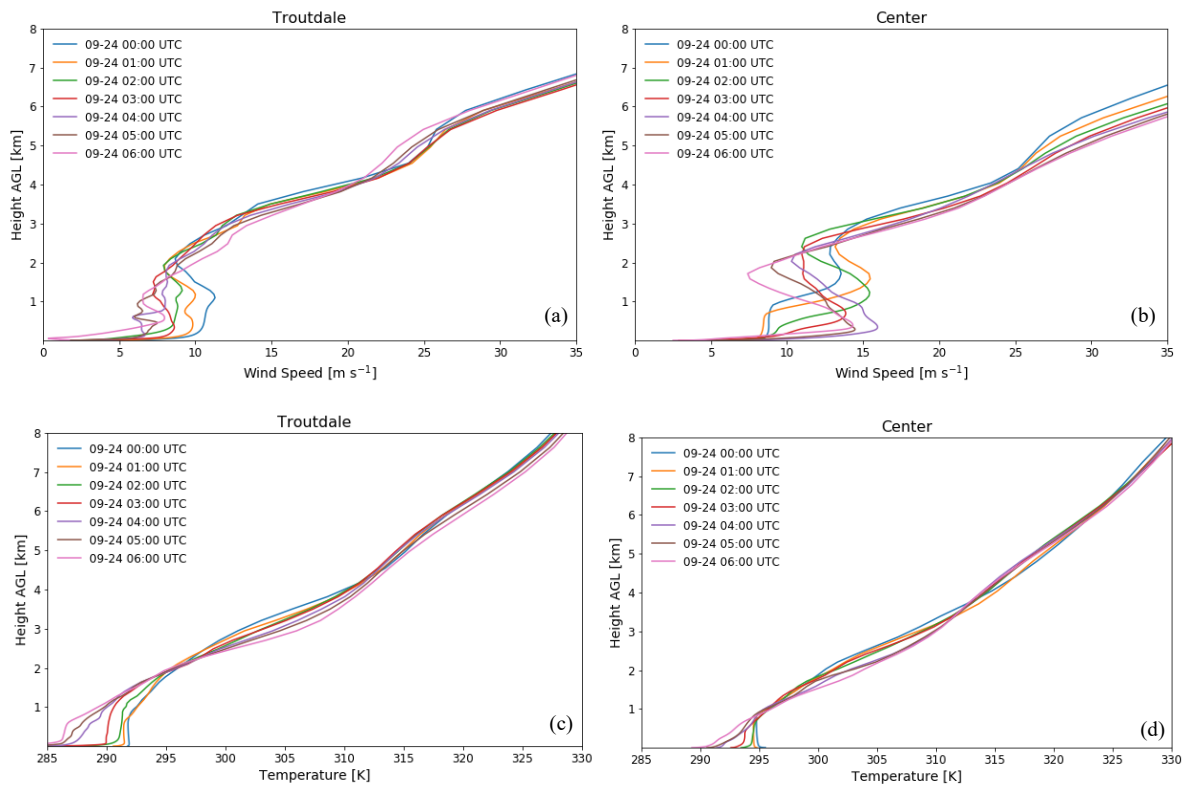 Troutdale
8
7
6
5
4
3
2
1
Height AGL [km]
09-24 00:00 UTC
09-24 01:00 UTC
09-24 02:00 UTC
09-24 03:00 UTC
09-24 04:00 UTC
09-24 05:00 UTC
09-24 06:00 UTC
(a)
0 5 10 15 20 25 30 35
Wind Speed [m s⁻¹]
Center
8
7
6
5
4
3
2
1
Height AGL [km]
09-24 00:00 UTC
09-24 01:00 UTC
09-24 02:00 UTC
09-24 03:00 UTC
09-24 04:00 UTC
09-24 05:00 UTC
09-24 06:00 UTC
(b)
0 5 10 15 20 25 30 35
Wind Speed [m s⁻¹]
Troutdale
8
7
6
5
4
3
2
1
Height AGL [km]
09-24 00:00 UTC
09-24 01:00 UTC
09-24 02:00 UTC
09-24 03:00 UTC
09-24 04:00 UTC
09-24 05:00 UTC
09-24 06:00 UTC
(c)
285 290 295 300 305 310 315 320 325 330
Temperature [K]
Center
8
7
6
5
4
3
2
1
Height AGL [km]
09-24 00:00 UTC
09-24 01:00 UTC
09-24 02:00 UTC
09-24 03:00 UTC
09-24 04:00 UTC
09-24 05:00 UTC
09-24 06:00 UTC
(d)
285 290 295 300 305 310 315 320 325 330
Temperature [K]